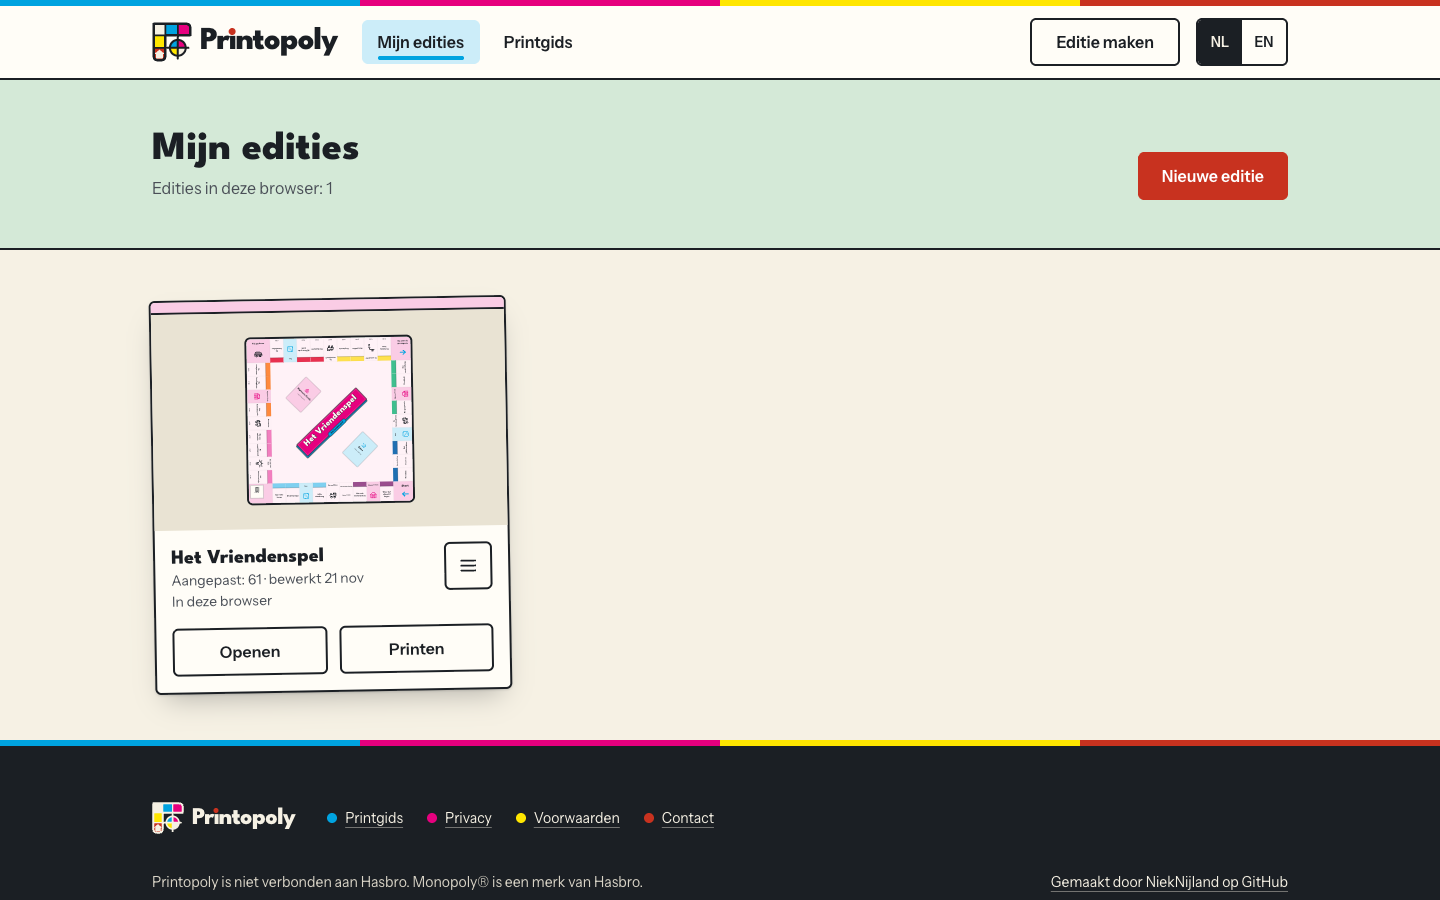 Printopoly
Mijn edities
Printgids
Editie maken
NL
EN
Mijn edities
Edities in deze browser: 1
Nieuwe editie
Het Vriendenspel
Het Vriendenspel
Aangepast: 61 · bewerkt 21 nov
In deze browser
Openen
Printen
Printopoly
Printgids
Privacy
Voorwaarden
Contact
Printopoly is niet verbonden aan Hasbro. Monopoly® is een merk van Hasbro.
Gemaakt door NiekNijland op GitHub